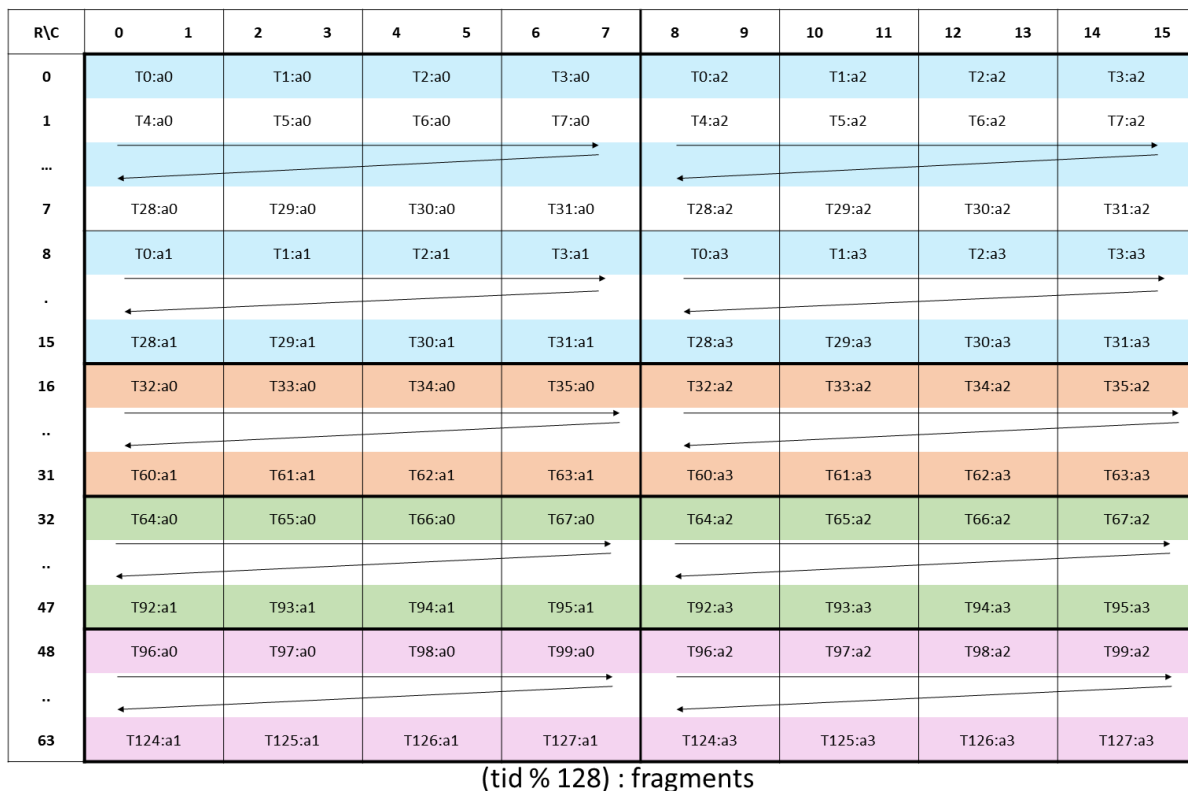 R\C 0 1 2 3 4 5 6 7 8 9 10 11 12 13 14 15
0 T0:a0 T1:a0 T2:a0 T3:a0 T0:a2 T1:a2 T2:a2 T3:a2
1 T4:a0 T5:a0 T6:a0 T7:a0 T4:a2 T5:a2 T6:a2 T7:a2
...
7 T28:a0 T29:a0 T30:a0 T31:a0 T28:a2 T29:a2 T30:a2 T31:a2
8 T0:a1 T1:a1 T2:a1 T3:a1 T0:a3 T1:a3 T2:a3 T3:a3
.
15 T28:a1 T29:a1 T30:a1 T31:a1 T28:a3 T29:a3 T30:a3 T31:a3
16 T32:a0 T33:a0 T34:a0 T35:a0 T32:a2 T33:a2 T34:a2 T35:a2
..
31 T60:a1 T61:a1 T62:a1 T63:a1 T60:a3 T61:a3 T62:a3 T63:a3
32 T64:a0 T65:a0 T66:a0 T67:a0 T64:a2 T65:a2 T66:a2 T67:a2
..
47 T92:a1 T93:a1 T94:a1 T95:a1 T92:a3 T93:a3 T94:a3 T95:a3
48 T96:a0 T97:a0 T98:a0 T99:a0 T96:a2 T97:a2 T98:a2 T99:a2
..
63 T124:a1 T125:a1 T126:a1 T127:a1 T124:a3 T125:a3 T126:a3 T127:a3
(tid % 128) : fragments